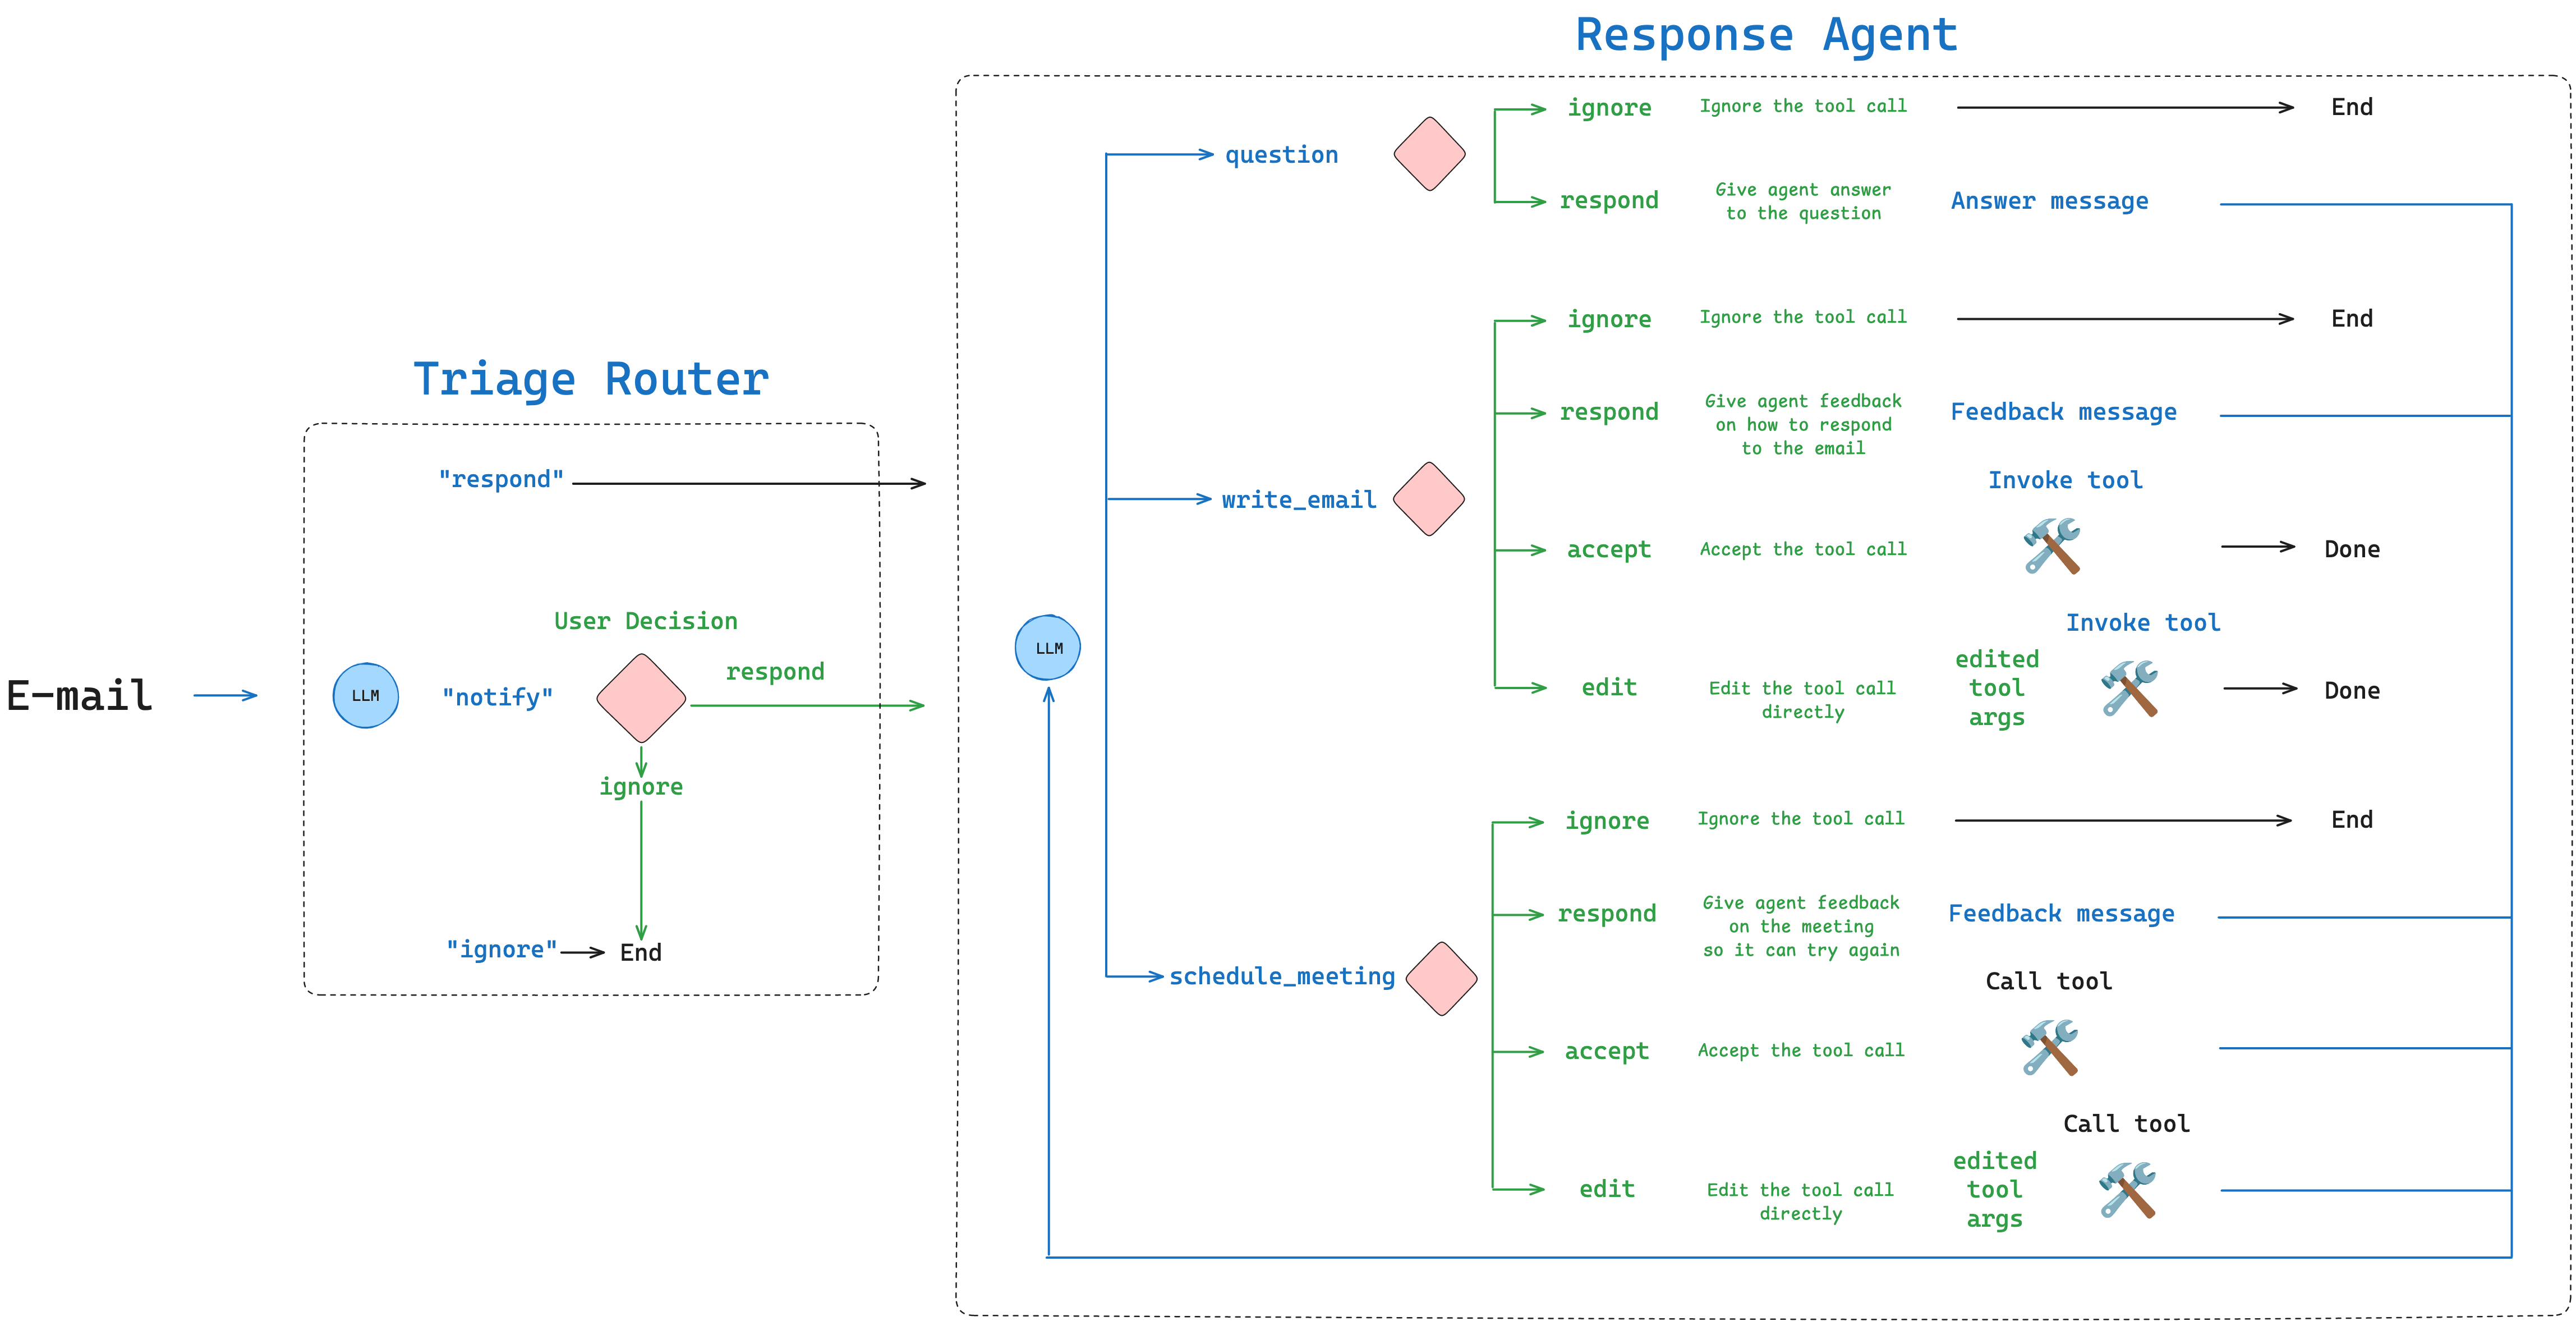 Response Agent
ignore
Ignore the tool call
End
question
respond
Give agent answer
to the question
Answer message
ignore
Ignore the tool call
End
respond
Give agent feedback
on how to respond
to the email
Feedback message
write_email
Invoke tool
accept
Accept the tool call
Done
Invoke tool
edit
Edit the tool call
directly
edited
tool
args
Done
LLM
ignore
Ignore the tool call
End
respond
Give agent feedback
on the meeting
so it can try again
Feedback message
schedule_meeting
Call tool
accept
Accept the tool call
Call tool
edit
Edit the tool call
directly
edited
tool
args
Triage Router
"respond"
User Decision
respond
E-mail
LLM
"notify"
ignore
"ignore"
End